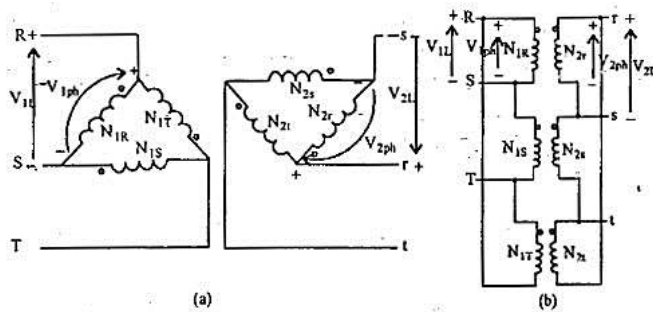 R+
V1L
V1ph
+
N1R
N1T
S
N1S
T
N2s
N2t
N2r
V2ph
V2L
s
r
+
t
(a)
R
+
V1L
V1ph
+
N1R
N2r
r
+
V2ph
V2L
S
s
N1S
N2s
T
t
N1T
N2t
(b)